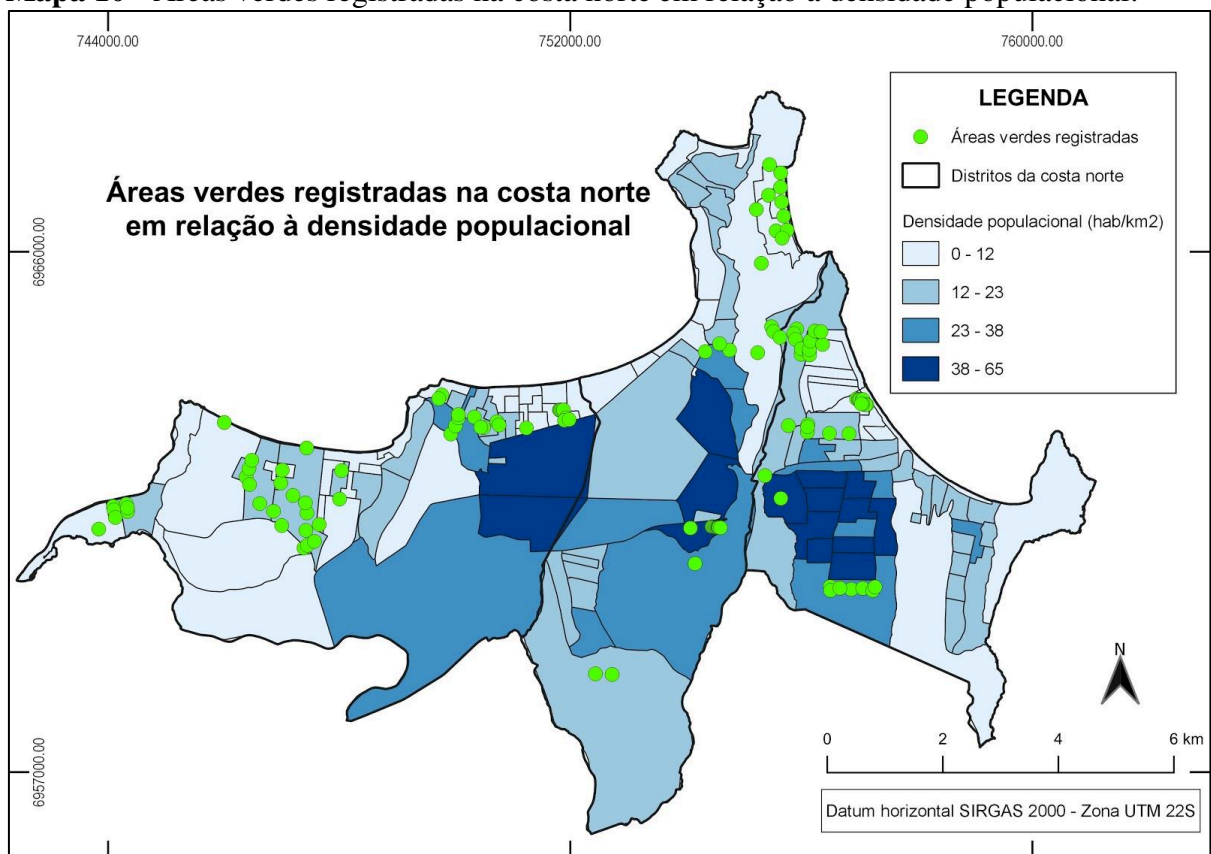 Mapa 10 - Áreas verdes registradas na costa norte em relação à densidade populacional.
744000.00
752000.00
760000.00
Áreas verdes registradas na costa norte
em relação à densidade populacional
LEGENDA
Áreas verdes registradas
Distritos da costa norte
Densidade populacional (hab/km2)
0 - 12
12 - 23
23 - 38
38 - 65
6966000.00
6957000.00
N
0 2 4 6 km
Datum horizontal SIRGAS 2000 - Zona UTM 22S